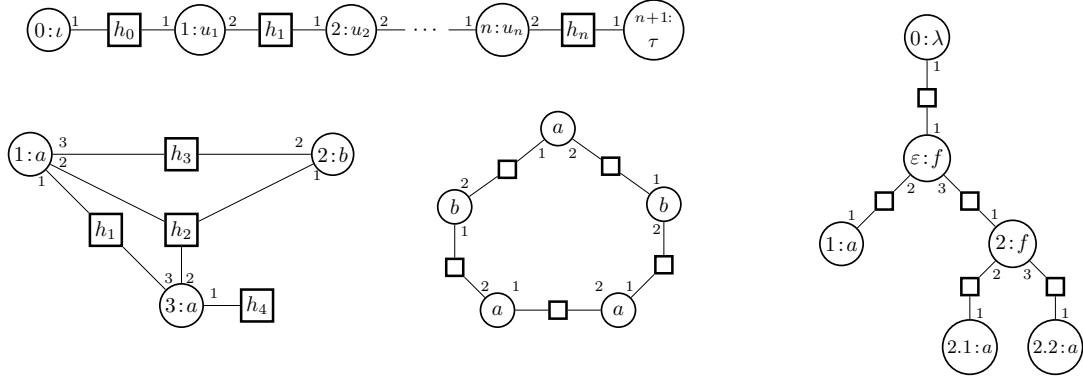 0:ι 1 h₀ 1 1:u₁ 2 1 h₁ 1 2:u₂ 2 ⋯ 1 n:uₙ 2 hₙ 1 n+1: τ
1:a 3 h₃ 2 2:b
2 1 1
h₁ h₂
3 2
3:a 1 h₄
a
1 2
2 1
b b
1 2
2 1 2 1
a a
0:λ
1
1
ε:f
2 3
1 1
1:a 2:f
2 3
1 1
2.1:a 2.2:a